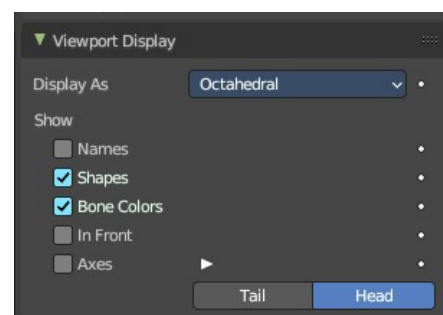 Viewport Display
Display As Octahedral
Show
Names
Shapes
Bone Colors
In Front
Axes
Tail Head